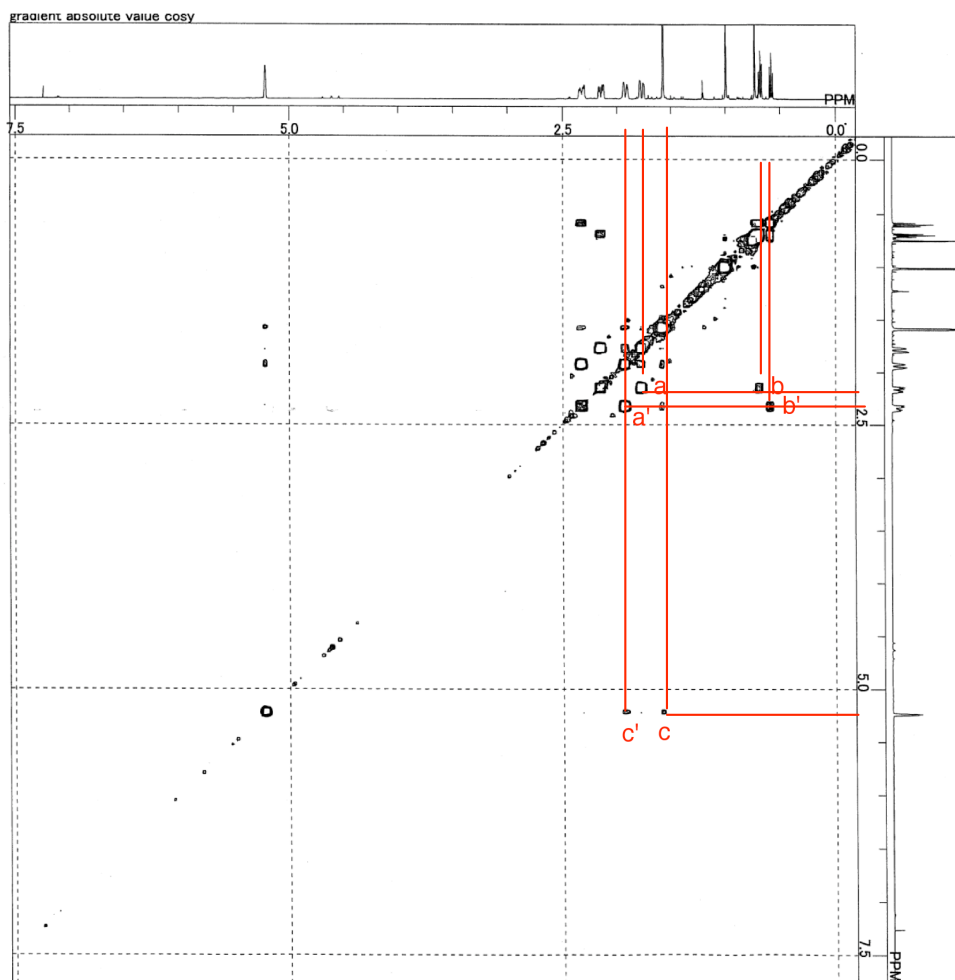 gradient absolute value cosy
PPM
7.5 5.0 2.5 0.0
0.0
a b
a' b'
2.5
5.0
c' c
7.5
PPM